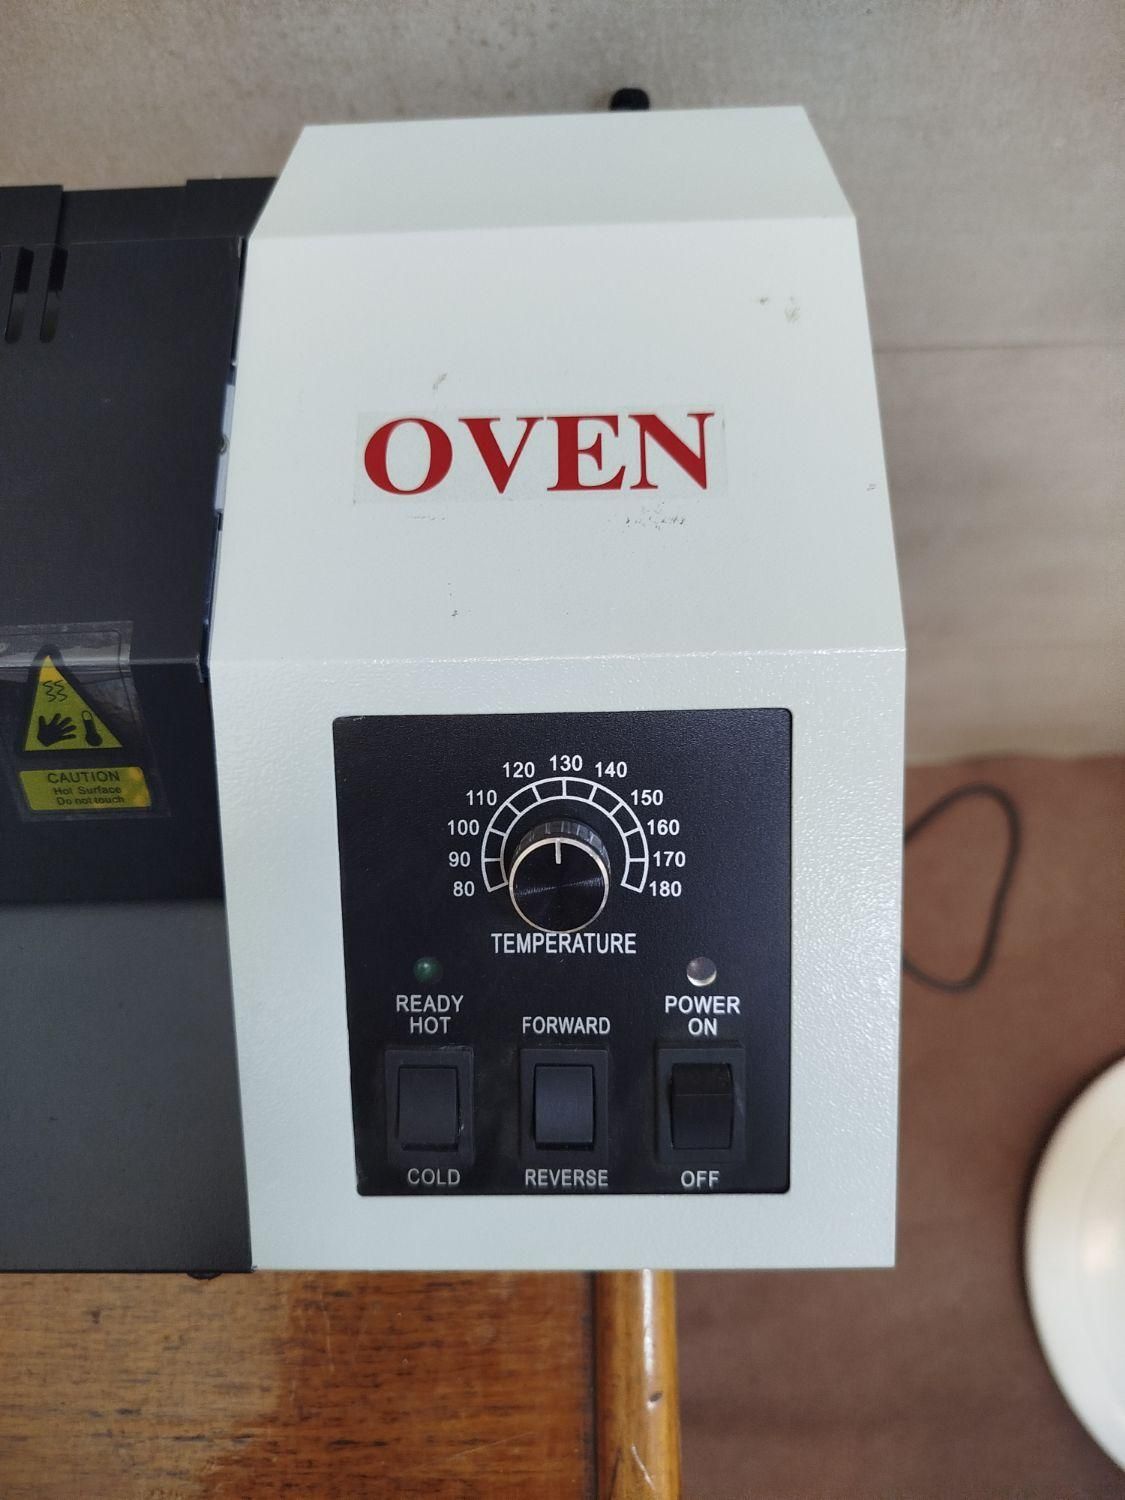 OVEN
CAUTION
Hot Surface
Do not touch
80 90 100 110 120 130 140 150 160 170 180
TEMPERATURE
READY
HOT
COLD
FORWARD
REVERSE
POWER
ON
OFF